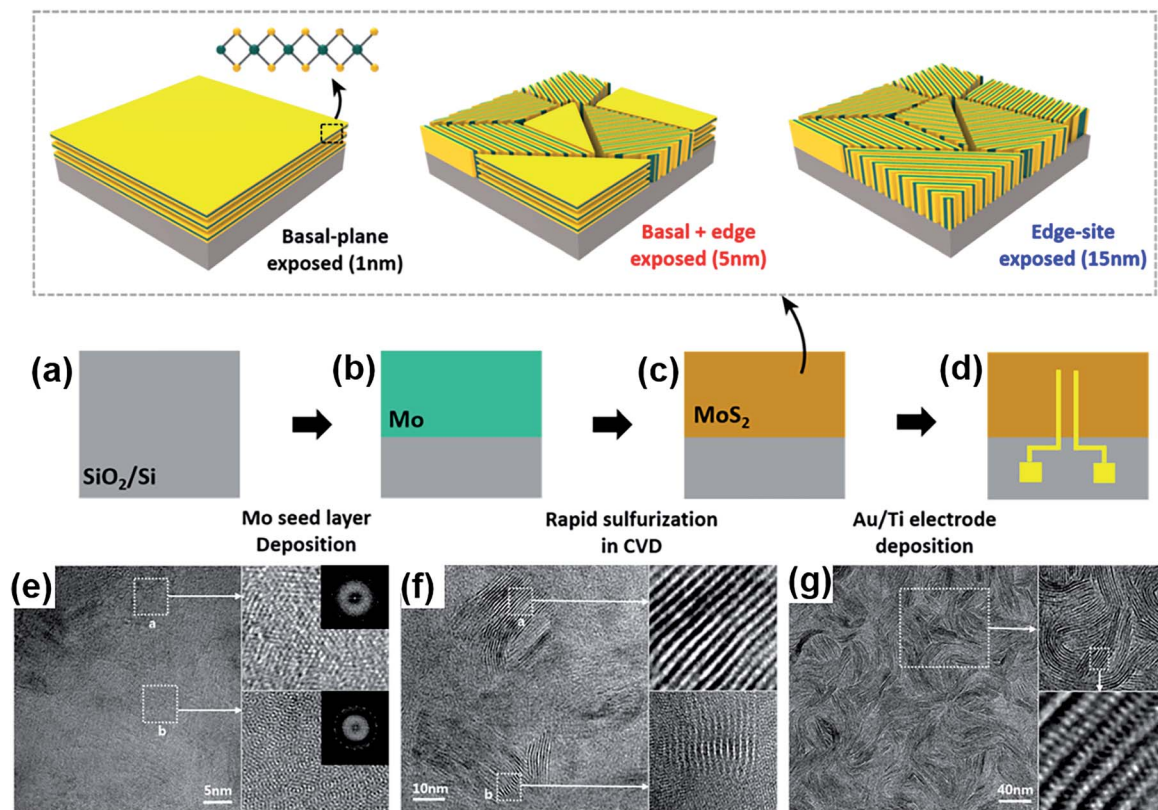 Basal-plane
exposed (1nm)
Basal + edge
exposed (5nm)
Edge-site
exposed (15nm)
(a)
SiO₂/Si
(b)
Mo
(c)
MoS₂
(d)
Mo seed layer
Deposition
Rapid sulfurization
in CVD
Au/Ti electrode
deposition
(e)
a
b
5nm
(f)
a
b
10nm
(g)
40nm